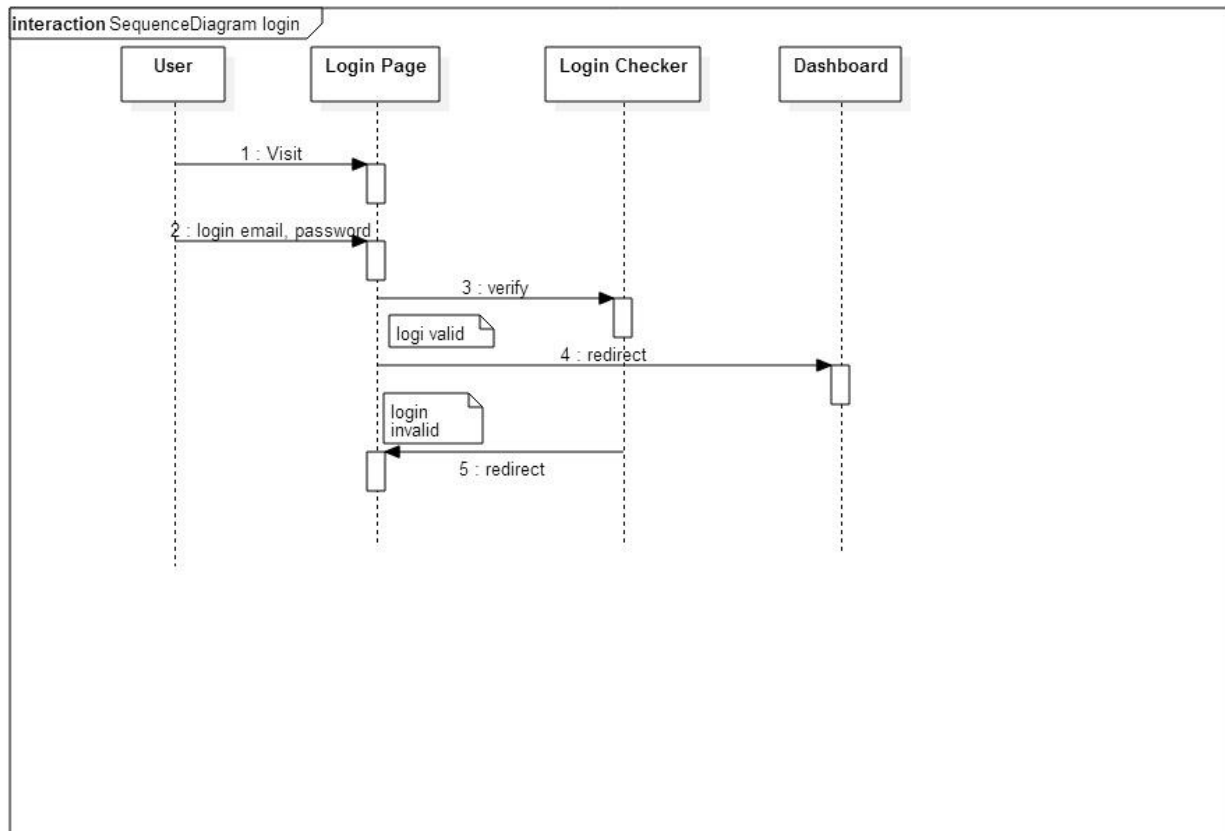 interaction SequenceDiagram login
User
Login Page
Login Checker
Dashboard
1 : Visit
2 : login email, password
3 : verify
logi valid
4 : redirect
login
invalid
5 : redirect